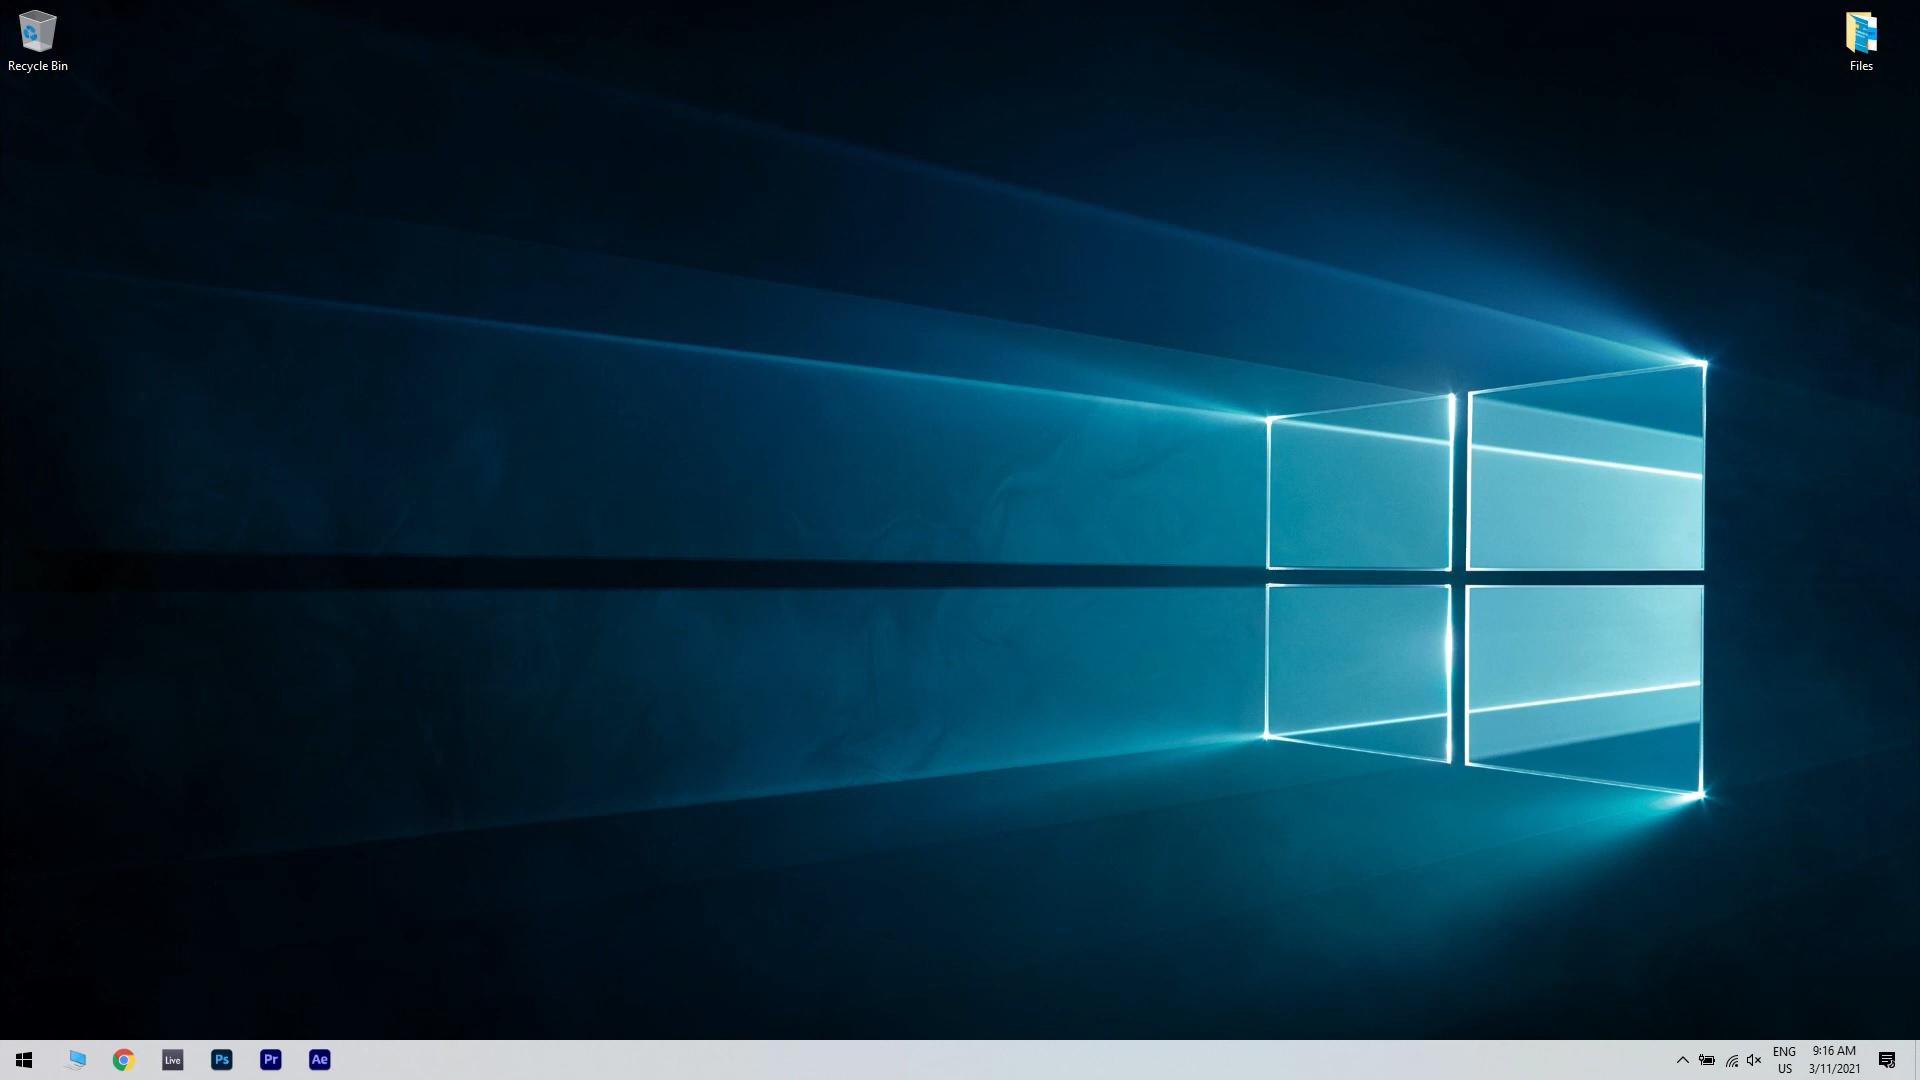 Recycle Bin
Files
Live
Ps
Pr
Ae
ENG
US
9:16 AM
3/11/2021